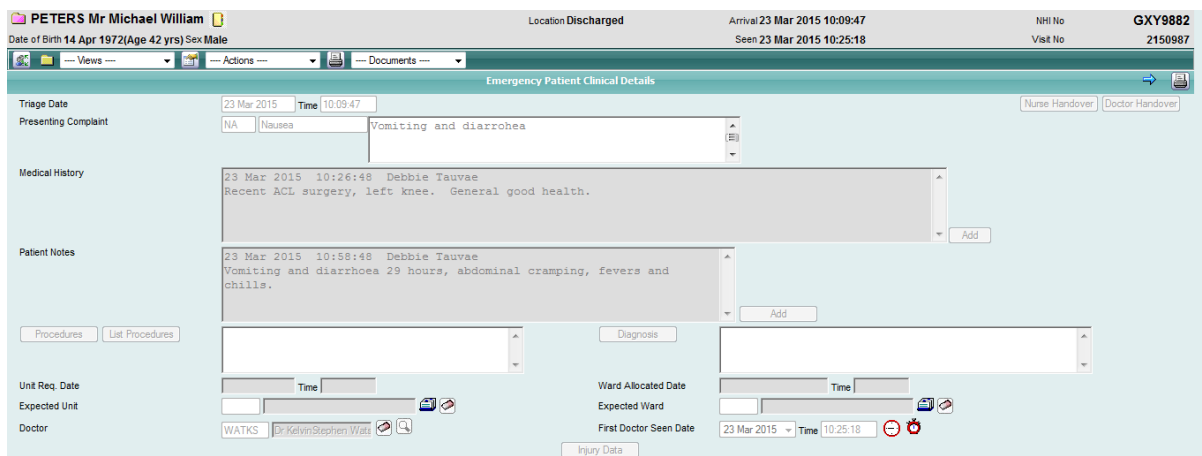 PETERS Mr Michael William Location Discharged Arrival 23 Mar 2015 10:09:47 NHI No GXY9882
Date of Birth 14 Apr 1972(Age 42 yrs) Sex Male Seen 23 Mar 2015 10:25:18 Visit No 2150987
--- Views --- --- Actions --- --- Documents ---
Emergency Patient Clinical Details
Triage Date 23 Mar 2015 Time 10:09:47 Nurse Handover Doctor Handover
Presenting Complaint NA Nausea Vomiting and diarrohea
Medical History
23 Mar 2015 10:26:48 Debbie Tauvae
Recent ACL surgery, left knee. General good health.
Add
Patient Notes
23 Mar 2015 10:58:48 Debbie Tauvae
Vomiting and diarrhoea 29 hours, abdominal cramping, fevers and
chills.
Add
Procedures List Procedures Diagnosis
Unit Req. Date Time Ward Allocated Date Time
Expected Unit Expected Ward
Doctor WATKS Dr KelvinStephen Wats First Doctor Seen Date 23 Mar 2015 Time 10:25:18
Injury Data